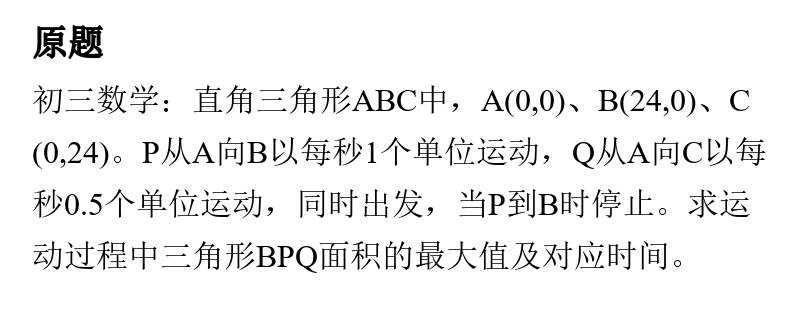 原题
初三数学：直角三角形ABC中，A(0,0)、B(24,0)、C
(0,24)。P从A向B以每秒1个单位运动，Q从A向C以每
秒0.5个单位运动，同时出发，当P到B时停止。求运
动过程中三角形BPQ面积的最大值及对应时间。